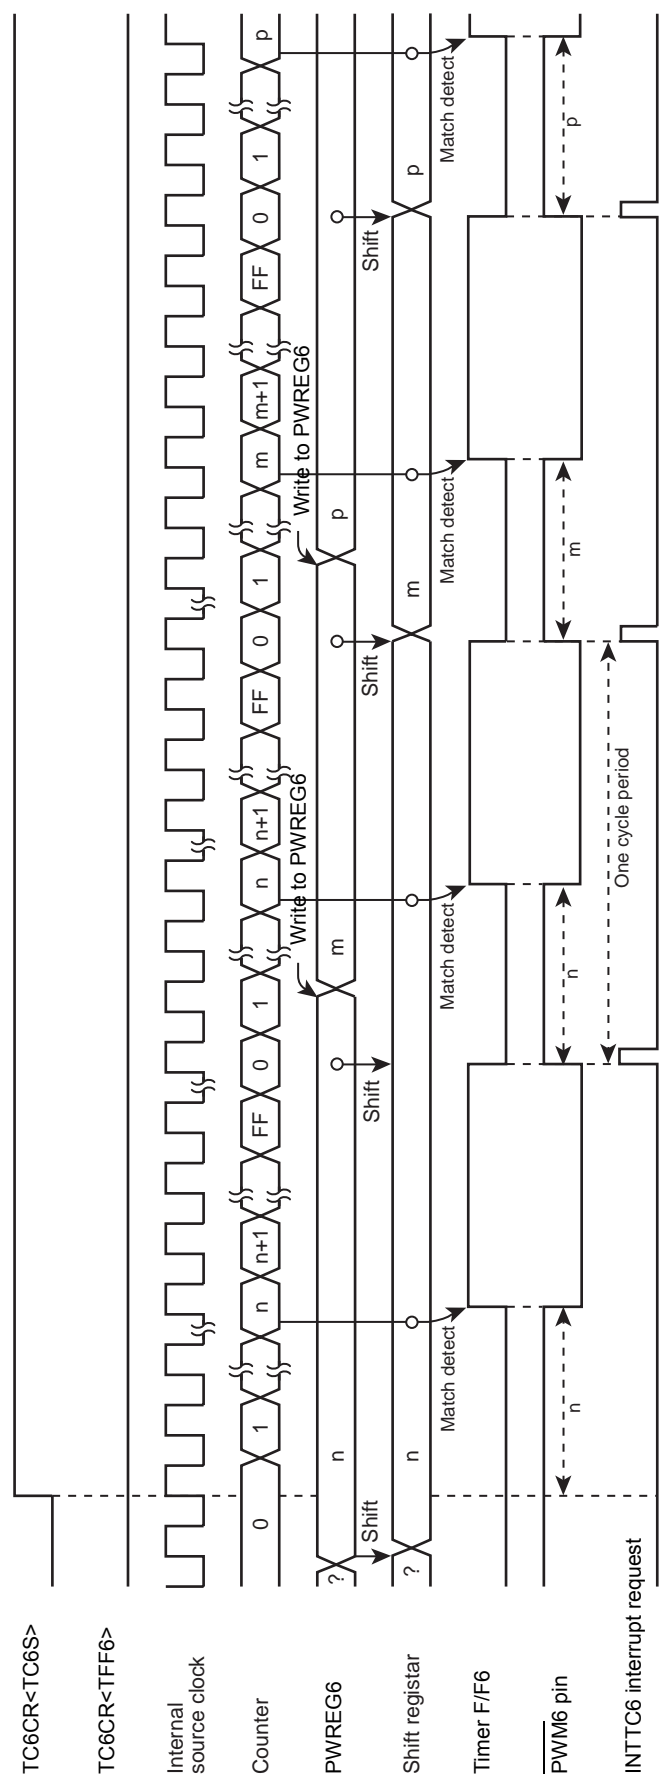 TC6CR<TC6S>
TC6CR<TFF6>
Internal
source clock
Counter 0 1 n n+1 FF 0 1 n n+1 FF 0 1 m m+1 FF 0 1 p
Write to PWREG6 Write to PWREG6
PWREG6 ? n m p
Shift Shift Shift Shift
Shift registar ? n m p
Match detect Match detect Match detect Match detect
Timer F/F6
PWM6 pin n n m p
One cycle period
INTTC6 interrupt request